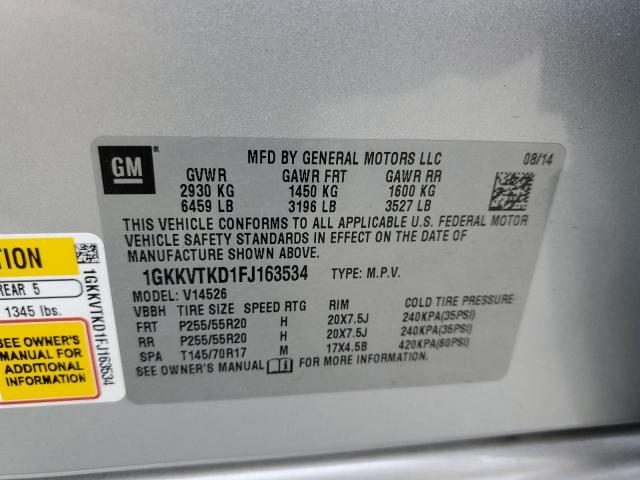 GM ®
MFD BY GENERAL MOTORS LLC 08/14
GVWR GAWR FRT GAWR RR
2930 KG 1450 KG 1600 KG
6459 LB 3196 LB 3527 LB
THIS VEHICLE CONFORMS TO ALL APPLICABLE U.S. FEDERAL MOTOR
VEHICLE SAFETY STANDARDS IN EFFECT ON THE DATE OF
MANUFACTURE SHOWN ABOVE.
1GKKVTKD1FJ163534 TYPE: M.P.V.
MODEL: V14526
VBBH TIRE SIZE SPEED RTG RIM COLD TIRE PRESSURE
FRT P255/55R20 H 20X7.5J 240KPA(35PSI)
RR P255/55R20 H 20X7.5J 240KPA(35PSI)
SPA T145/70R17 M 17X4.5B 420KPA(60PSI)
SEE OWNER'S MANUAL FOR MORE INFORMATION
TION
REAR 5
1345 lbs.
SEE OWNER'S
MANUAL FOR
ADDITIONAL
INFORMATION
1GKKVTKD1FJ163534